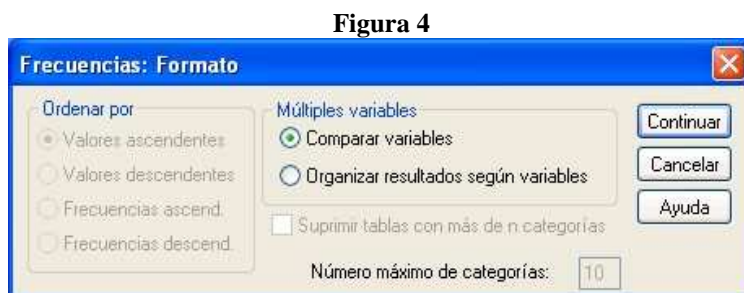 Figura 4
Frecuencias: Formato
Ordenar por
Valores ascendentes
Valores descendentes
Frecuencias ascend.
Frecuencias descend.
Múltiples variables
Comparar variables
Organizar resultados según variables
Suprimir tablas con más de n categorías
Número máximo de categorías: 10
Continuar
Cancelar
Ayuda